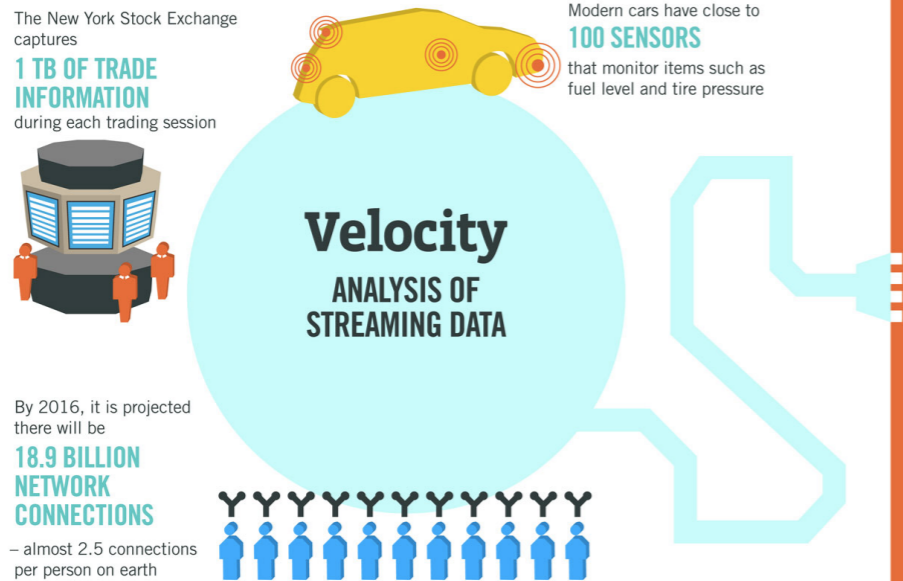 The New York Stock Exchange
captures
1 TB OF TRADE
INFORMATION
during each trading session
Modern cars have close to
100 SENSORS
that monitor items such as
fuel level and tire pressure
Velocity
ANALYSIS OF
STREAMING DATA
By 2016, it is projected
there will be
18.9 BILLION
NETWORK
CONNECTIONS
– almost 2.5 connections
per person on earth